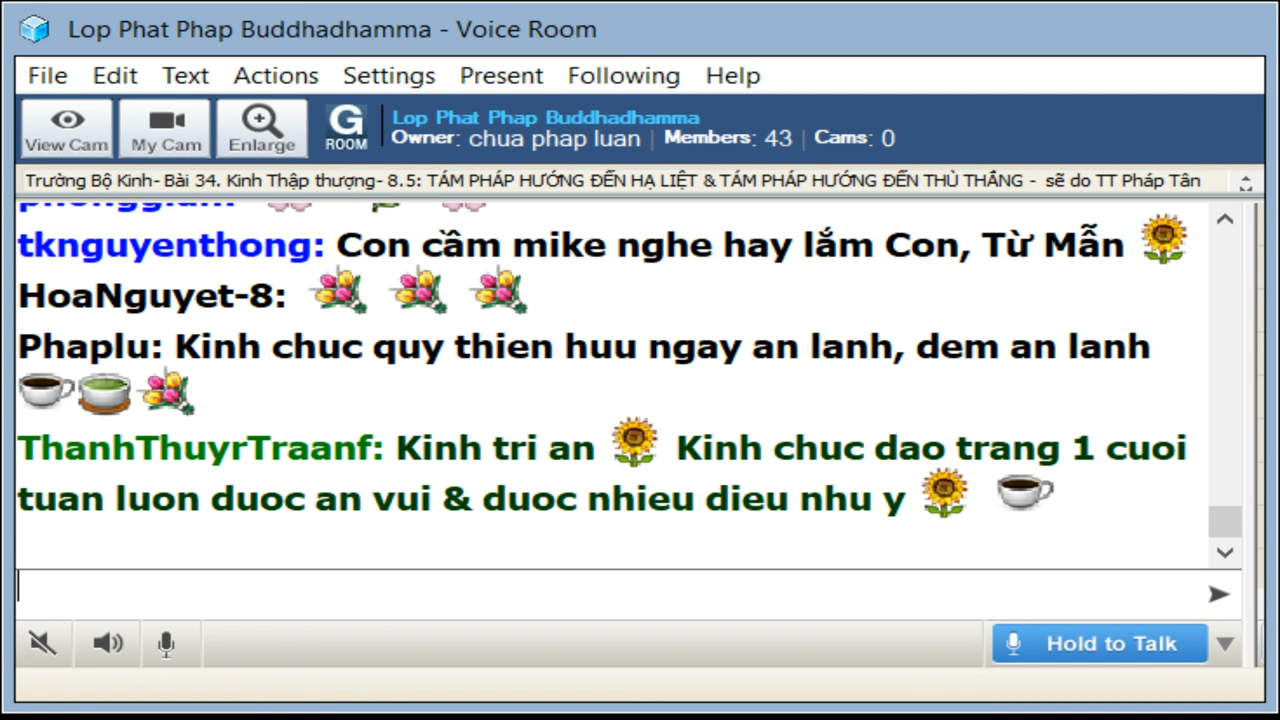 Lop Phat Phap Buddhadhamma - Voice Room
File Edit Text Actions Settings Present Following Help
View Cam My Cam Enlarge G ROOM
Lop Phat Phap Buddhadhamma
Owner: chua phap luan | Members: 43 | Cams: 0
Trường Bộ Kinh- Bài 34. Kinh Thập thượng- 8.5: TÁM PHÁP HƯỚNG ĐẾN HẠ LIỆT & TÁM PHÁP HƯỚNG ĐẾN THÙ THẮNG - sẽ do TT Pháp Tân
tknguyenthong: Con cầm mike nghe hay lắm Con, Từ Mẫn
HoaNguyet-8:
Phaplu: Kinh chuc quy thien huu ngay an lanh, dem an lanh
ThanhThuyrTraanf: Kinh tri an Kinh chuc dao trang 1 cuoi
tuan luon duoc an vui & duoc nhieu dieu nhu y
Hold to Talk